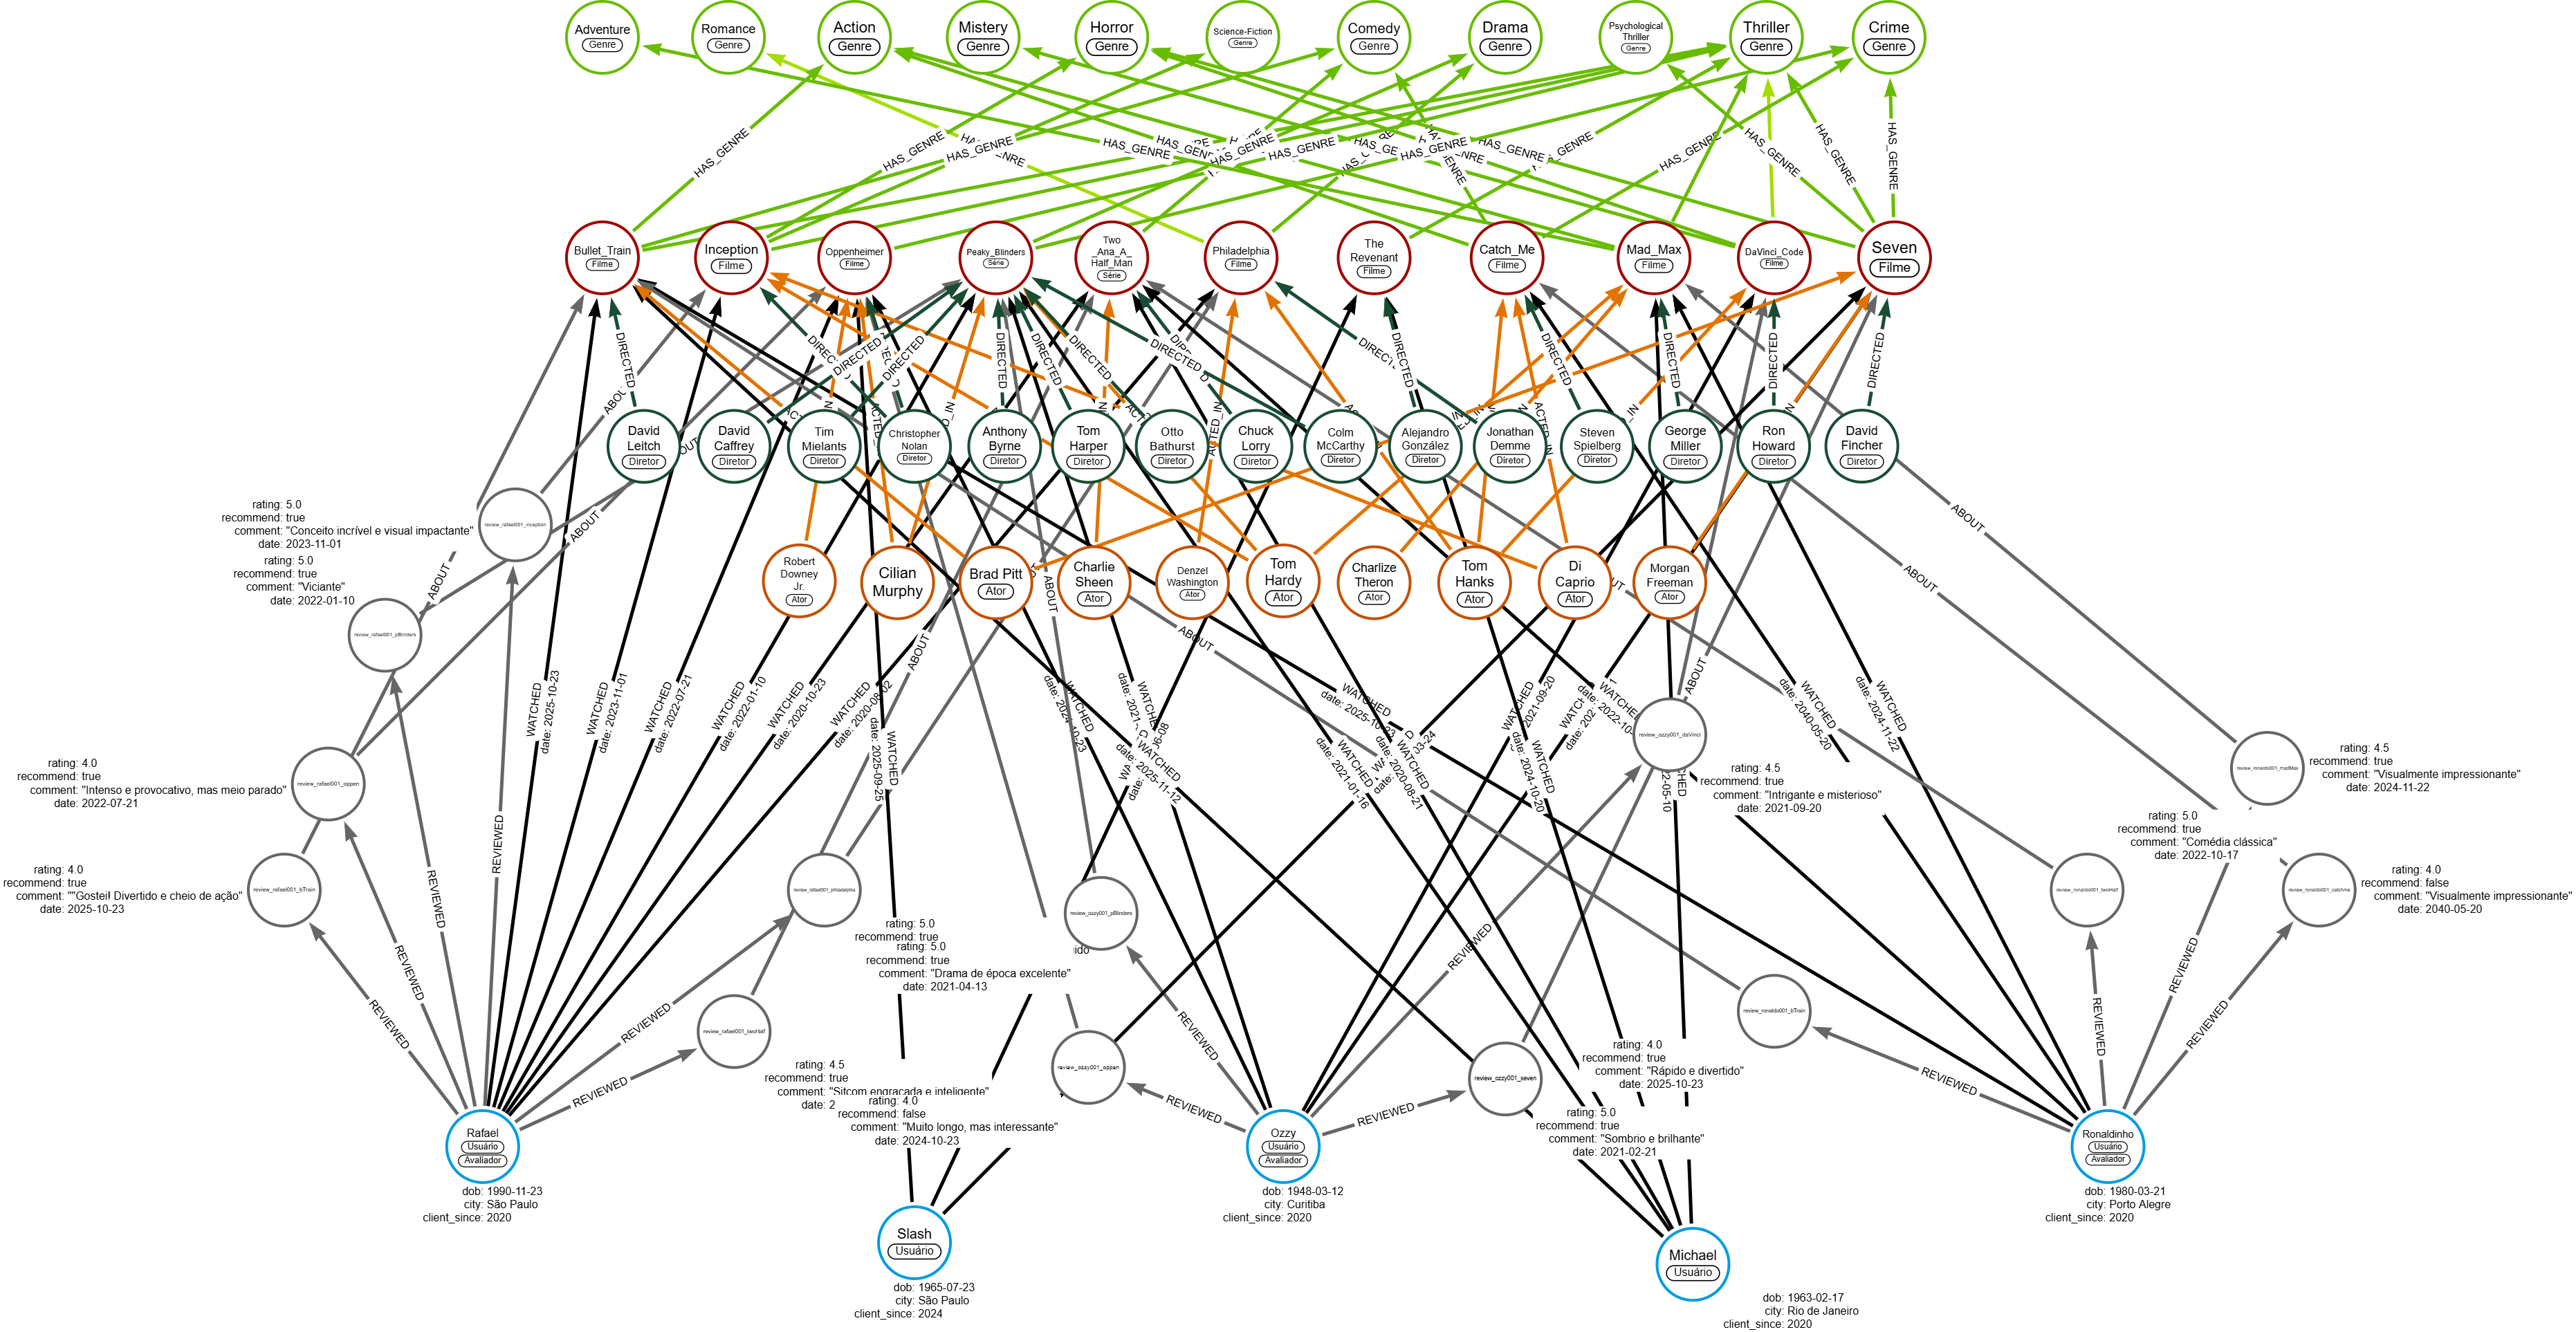 Adventure
Genre
Romance
Genre
Action
Genre
Mistery
Genre
Horror
Genre
Science-Fiction
Genre
Comedy
Genre
Drama
Genre
Psychological
Thriller
Genre
Thriller
Genre
Crime
Genre
HAS_GENRE
HAS_GENRE
HAS_GENRE
HAS_GENRE
HAS_GENRE
HAS_GENRE
HAS_GENRE
HAS_GENRE
HAS_GENRE
HAS_GENRE
HAS_GENRE
HAS_GENRE
Bullet_Train
Filme
Inception
Filme
Oppenheimer
Filme
Peaky_Blinders
Série
Two
_Ana_A_
Half_Man
Série
Philadelphia
Filme
The
Revenant
Filme
Catch_Me
Filme
Mad_Max
Filme
DaVinci_Code
Filme
Seven
Filme
DIRECTED
DIRECTED
DIRECTED
DIRECTED
DIRECTED
DIRECTED
DIRECTED
DIRECTED
DIRECTED
DIRECTED
DIRECTED
DIRECTED
David
Leitch
Diretor
David
Caffrey
Diretor
Tim
Mielants
Diretor
Christopher
Nolan
Diretor
Anthony
Byrne
Diretor
Tom
Harper
Diretor
Otto
Bathurst
Diretor
Chuck
Lorry
Diretor
Colm
McCarthy
Diretor
Alejandro
González
Diretor
Jonathan
Demme
Diretor
Steven
Spielberg
Diretor
George
Miller
Diretor
Ron
Howard
Diretor
David
Fincher
Diretor
ACTED_IN
ACTED_IN
rating: 5.0
recommend: true
comment: "Conceito incrível e visual impactante"
date: 2023-11-01
review_rafael001_inception
rating: 5.0
recommend: true
comment: "Viciante"
date: 2022-01-10
review_rafael001_pBlinders
ABOUT
ABOUT
ABOUT
ABOUT
ABOUT
ABOUT
ABOUT
ABOUT
Robert
Downey
Jr.
Ator
Cilian
Murphy
Brad Pitt
Ator
Charlie
Sheen
Ator
Denzel
Washington
Ator
Tom
Hardy
Ator
Charlize
Theron
Ator
Tom
Hanks
Ator
Di
Caprio
Ator
Morgan
Freeman
Ator
WATCHED
date: 2025-10-23
WATCHED
date: 2023-11-01
WATCHED
date: 2022-07-21
WATCHED
date: 2022-01-10
WATCHED
date: 2020-10-23
WATCHED
date: 2020-08-02
WATCHED
date: 2025-09-25
WATCHED
date: 2024-10-23
WATCHED
date: 2025-11-12
WATCHED
date: 2025-10-23
WATCHED
date: 2021-01-16
WATCHED
date: 2020-08-21
WATCHED
date: 2024-10-20
WATCHED
2021-09-20
WATCHED
date: 2040-05-20
WATCHED
date: 2024-11-22
rating: 4.0
recommend: true
comment: "Intenso e provocativo, mas meio parado"
date: 2022-07-21
review_rafael001_oppen
rating: 4.0
recommend: true
comment: ""Gostei! Divertido e cheio de ação"
date: 2025-10-23
review_rafael001_bTrain
review_rafael001_philadelphia
review_rafael001_twoHalf
review_ozzy001_pBlinders
review_ozzy001_oppen
review_ozzy001_seven
review_ozzy001_daVinci
rating: 4.5
recommend: true
comment: "Intrigante e misterioso"
date: 2021-09-20
review_ronaldo001_madMax
rating: 4.5
recommend: true
comment: "Visualmente impressionante"
date: 2024-11-22
review_ronaldo001_twoHalf
rating: 5.0
recommend: true
comment: "Comédia clássica"
date: 2022-10-17
review_ronaldo001_catchme
rating: 4.0
recommend: false
comment: "Visualmente impressionante"
date: 2040-05-20
review_ronaldo001_bTrain
rating: 5.0
recommend: true
rating: 5.0
recommend: true
comment: "Drama de época excelente"
date: 2021-04-13
rating: 4.5
recommend: true
comment: "Sitcom engraçada e inteligente"
rating: 4.0
recommend: false
comment: "Muito longo, mas interessante"
date: 2024-10-23
rating: 4.0
recommend: true
comment: "Rápido e divertido"
date: 2025-10-23
rating: 5.0
recommend: true
comment: "Sombrio e brilhante"
date: 2021-02-21
REVIEWED
REVIEWED
REVIEWED
REVIEWED
REVIEWED
REVIEWED
REVIEWED
REVIEWED
REVIEWED
REVIEWED
REVIEWED
REVIEWED
REVIEWED
REVIEWED
Rafael
Usuário
Avaliador
dob: 1990-11-23
city: São Paulo
client_since: 2020
Slash
Usuário
dob: 1965-07-23
city: São Paulo
client_since: 2024
Ozzy
Usuário
Avaliador
dob: 1948-03-12
city: Curitiba
client_since: 2020
Michael
Usuário
dob: 1963-02-17
city: Rio de Janeiro
client_since: 2020
Ronaldinho
Usuário
Avaliador
dob: 1980-03-21
city: Porto Alegre
client_since: 2020